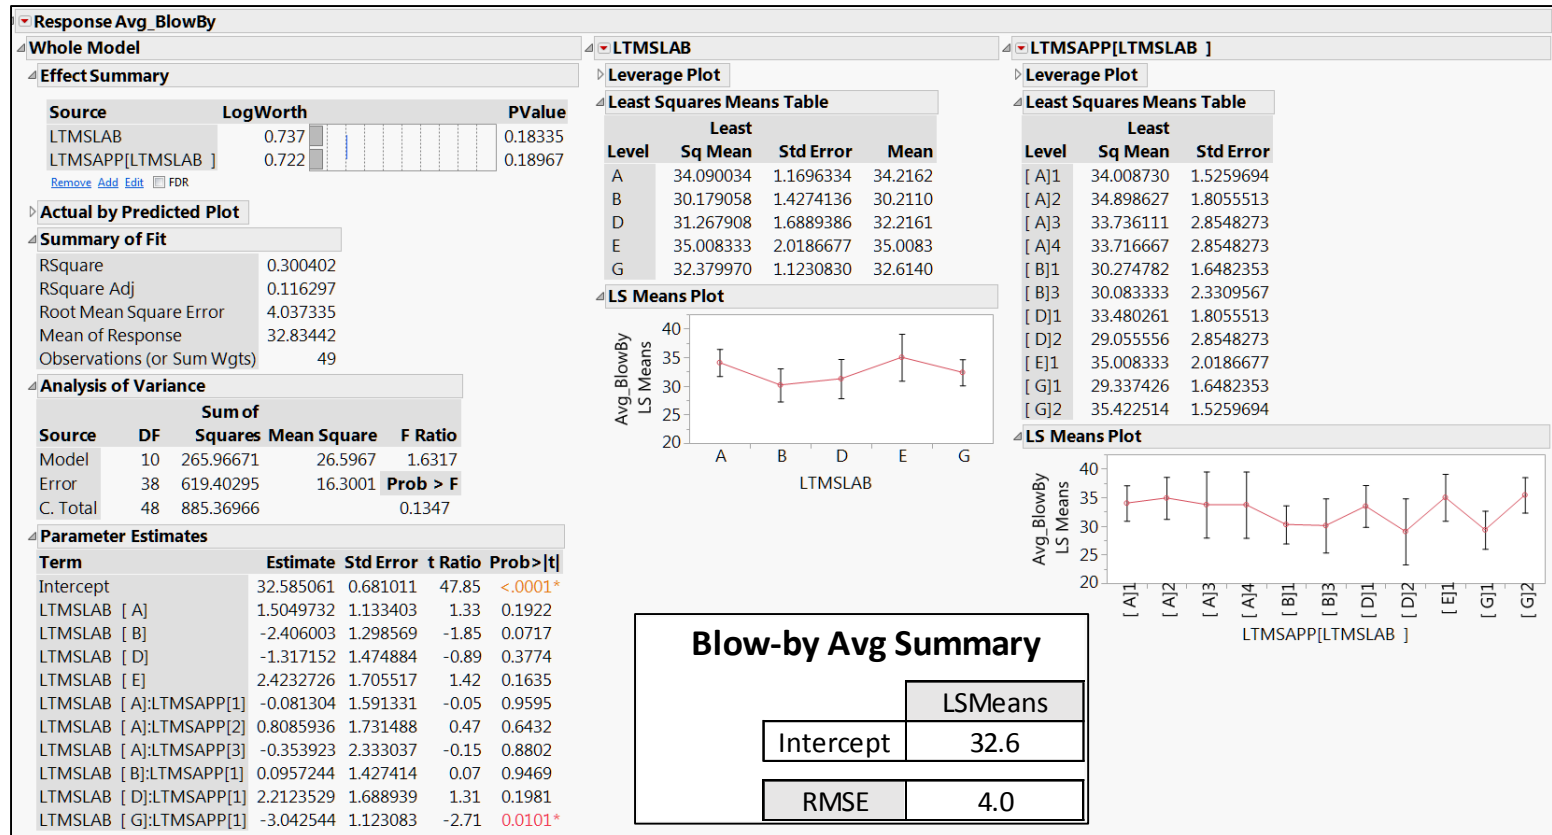 Response Avg_BlowBy
Whole Model
Effect Summary
Source LogWorth PValue
LTMSLAB 0.737 0.18335
LTMSAPP[LTMSLAB ] 0.722 0.18967
Remove Add Edit FDR
Actual by Predicted Plot
Summary of Fit
RSquare 0.300402
RSquare Adj 0.116297
Root Mean Square Error 4.037335
Mean of Response 32.83442
Observations (or Sum Wgts) 49
Analysis of Variance
Sum of
Source DF Squares Mean Square F Ratio
Model 10 265.96671 26.5967 1.6317
Error 38 619.40295 16.3001 Prob > F
C. Total 48 885.36966 0.1347
Parameter Estimates
Term Estimate Std Error t Ratio Prob>|t|
Intercept 32.585061 0.681011 47.85 <.0001*
LTMSLAB [ A] 1.5049732 1.133403 1.33 0.1922
LTMSLAB [ B] -2.406003 1.298569 -1.85 0.0717
LTMSLAB [ D] -1.317152 1.474884 -0.89 0.3774
LTMSLAB [ E] 2.4232726 1.705517 1.42 0.1635
LTMSLAB [ A]:LTMSAPP[1] -0.081304 1.591331 -0.05 0.9595
LTMSLAB [ A]:LTMSAPP[2] 0.8085936 1.731488 0.47 0.6432
LTMSLAB [ A]:LTMSAPP[3] -0.353923 2.333037 -0.15 0.8802
LTMSLAB [ B]:LTMSAPP[1] 0.0957244 1.427414 0.07 0.9469
LTMSLAB [ D]:LTMSAPP[1] 2.2123529 1.688939 1.31 0.1981
LTMSLAB [ G]:LTMSAPP[1] -3.042544 1.123083 -2.71 0.0101*
LTMSLAB
Leverage Plot
Least Squares Means Table
Least
Level Sq Mean Std Error Mean
A 34.090034 1.1696334 34.2162
B 30.179058 1.4274136 30.2110
D 31.267908 1.6889386 32.2161
E 35.008333 2.0186677 35.0083
G 32.379970 1.1230830 32.6140
LS Means Plot
Avg_BlowBy
LS Means
40
35
30
25
20
A B D E G
LTMSLAB
LTMSAPP[LTMSLAB ]
Leverage Plot
Least Squares Means Table
Least
Level Sq Mean Std Error
[ A]1 34.008730 1.5259694
[ A]2 34.898627 1.8055513
[ A]3 33.736111 2.8548273
[ A]4 33.716667 2.8548273
[ B]1 30.274782 1.6482353
[ B]3 30.083333 2.3309567
[ D]1 33.480261 1.8055513
[ D]2 29.055556 2.8548273
[ E]1 35.008333 2.0186677
[ G]1 29.337426 1.6482353
[ G]2 35.422514 1.5259694
LS Means Plot
Avg_BlowBy
LS Means
40
35
30
25
20
[ A]1 [ A]2 [ A]3 [ A]4 [ B]1 [ B]3 [ D]1 [ D]2 [ E]1 [ G]1 [ G]2
LTMSAPP[LTMSLAB ]
Blow-by Avg Summary
LSMeans
Intercept 32.6
RMSE 4.0